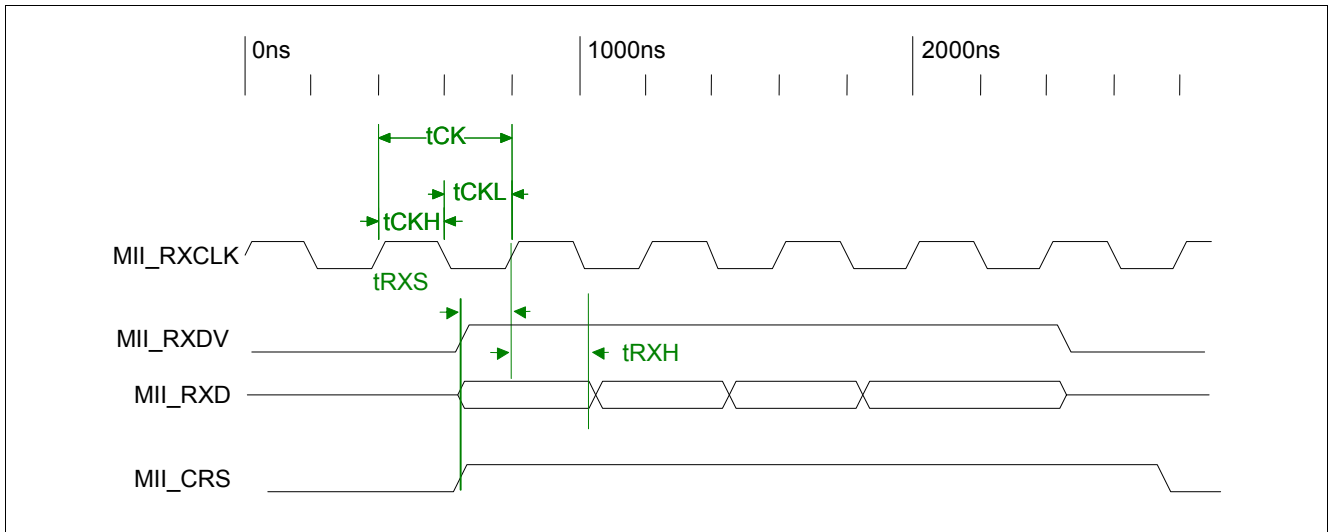 0ns 1000ns 2000ns
tCK
tCKL
tCKH
MII_RXCLK
tRXS
MII_RXDV
tRXH
MII_RXD
MII_CRS